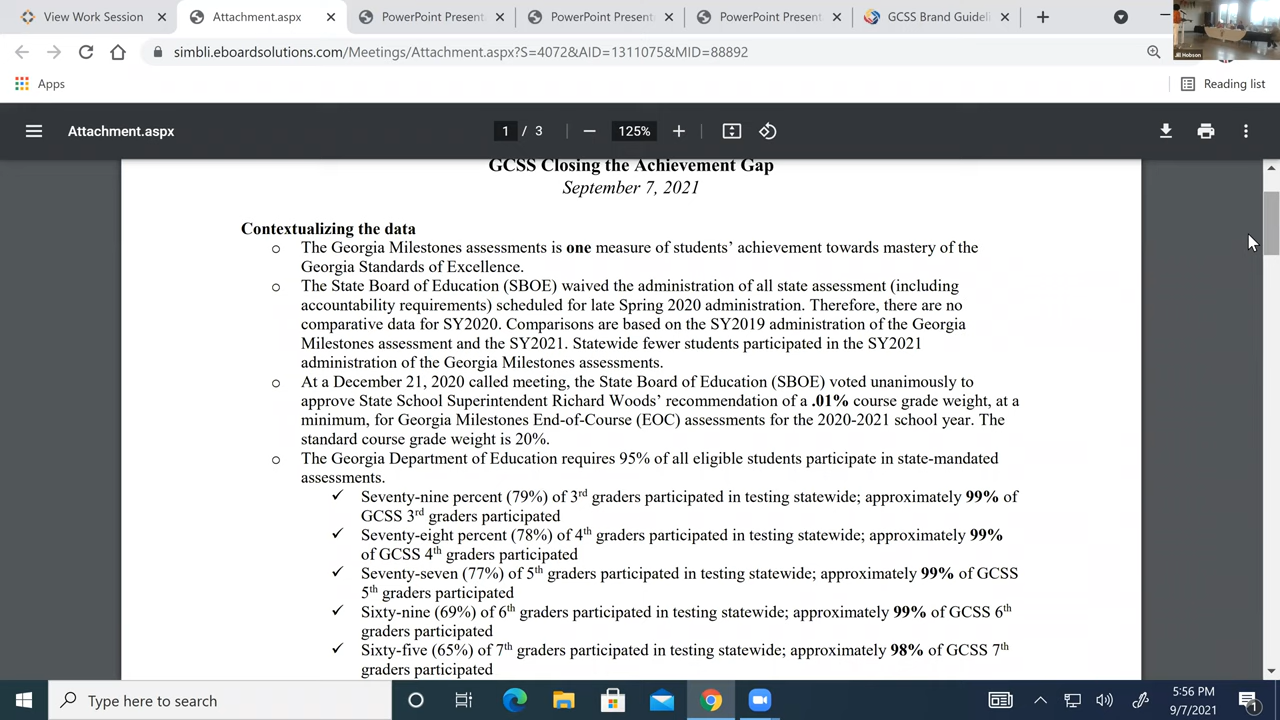 View Work Session
Attachment.aspx
PowerPoint Present
PowerPoint Present
PowerPoint Present
GCSS Brand Guideli
simbli.eboardsolutions.com/Meetings/Attachment.aspx?S=4072&AID=1311075&MID=88892
Jill Hobson
Apps
Reading list
Attachment.aspx
1 / 3
125%
GCSS Closing the Achievement Gap
September 7, 2021
Contextualizing the data
o The Georgia Milestones assessments is one measure of students’ achievement towards mastery of the
Georgia Standards of Excellence.
o The State Board of Education (SBOE) waived the administration of all state assessment (including
accountability requirements) scheduled for late Spring 2020 administration. Therefore, there are no
comparative data for SY2020. Comparisons are based on the SY2019 administration of the Georgia
Milestones assessment and the SY2021. Statewide fewer students participated in the SY2021
administration of the Georgia Milestones assessments.
o At a December 21, 2020 called meeting, the State Board of Education (SBOE) voted unanimously to
approve State School Superintendent Richard Woods’ recommendation of a .01% course grade weight, at a
minimum, for Georgia Milestones End-of-Course (EOC) assessments for the 2020-2021 school year. The
standard course grade weight is 20%.
o The Georgia Department of Education requires 95% of all eligible students participate in state-mandated
assessments.
✓ Seventy-nine percent (79%) of 3rd graders participated in testing statewide; approximately 99% of
GCSS 3rd graders participated
✓ Seventy-eight percent (78%) of 4th graders participated in testing statewide; approximately 99%
of GCSS 4th graders participated
✓ Seventy-seven (77%) of 5th graders participated in testing statewide; approximately 99% of GCSS
5th graders participated
✓ Sixty-nine (69%) of 6th graders participated in testing statewide; approximately 99% of GCSS 6th
graders participated
✓ Sixty-five (65%) of 7th graders participated in testing statewide; approximately 98% of GCSS 7th
graders participated
Type here to search
5:56 PM
9/7/2021
1